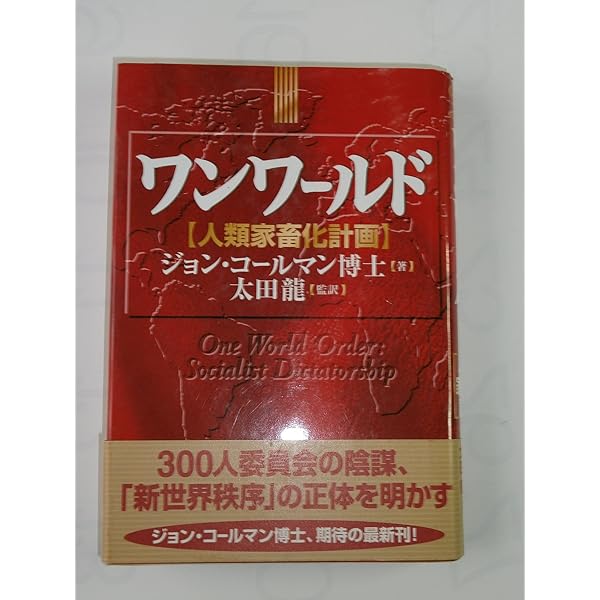 ワンワールド
【人類家畜化計画】
ジョン・コールマン博士【著】
太田龍【監訳】
One World Order:
Socialist Dictatorship
300人委員会の陰謀、
「新世界秩序」の正体を明かす
ジョン・コールマン博士、期待の最新刊!